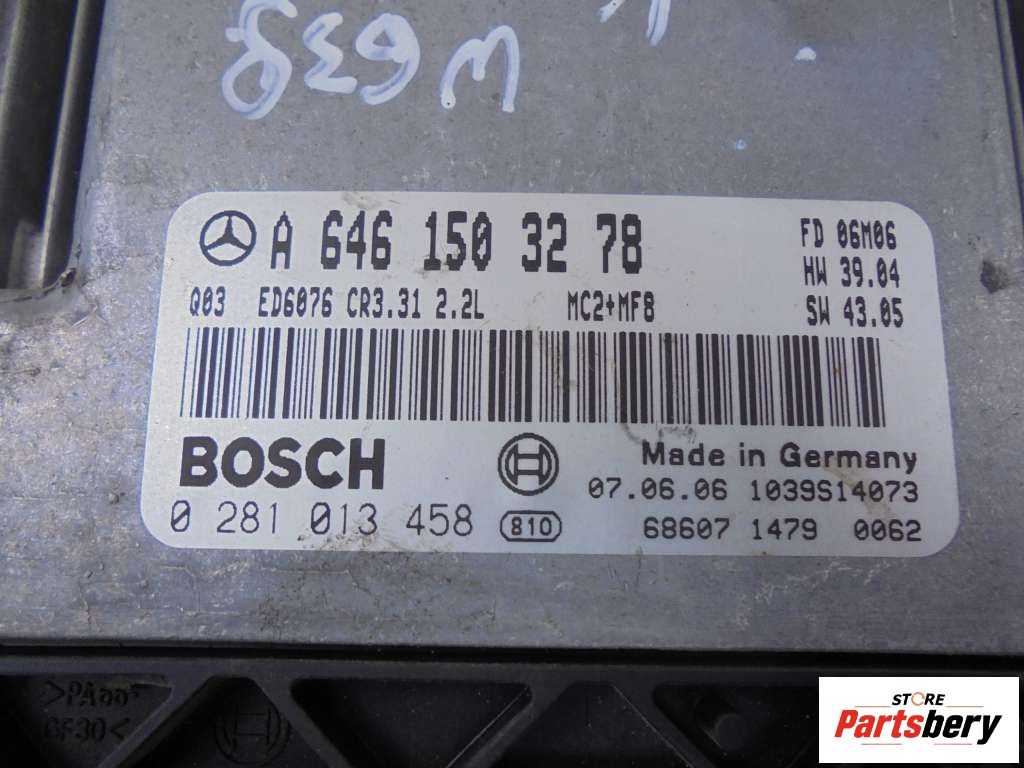 W639
A 646 150 32 78
FD 06M06
HW 39.04
Q03 ED6076 CR3.31 2.2L MC2+MF8
SW 43.05
BOSCH
Made in Germany
07.06.06 1039S14073
0 281 013 458 810
68607 1479 0062
GF30<
STORE
Partsbery